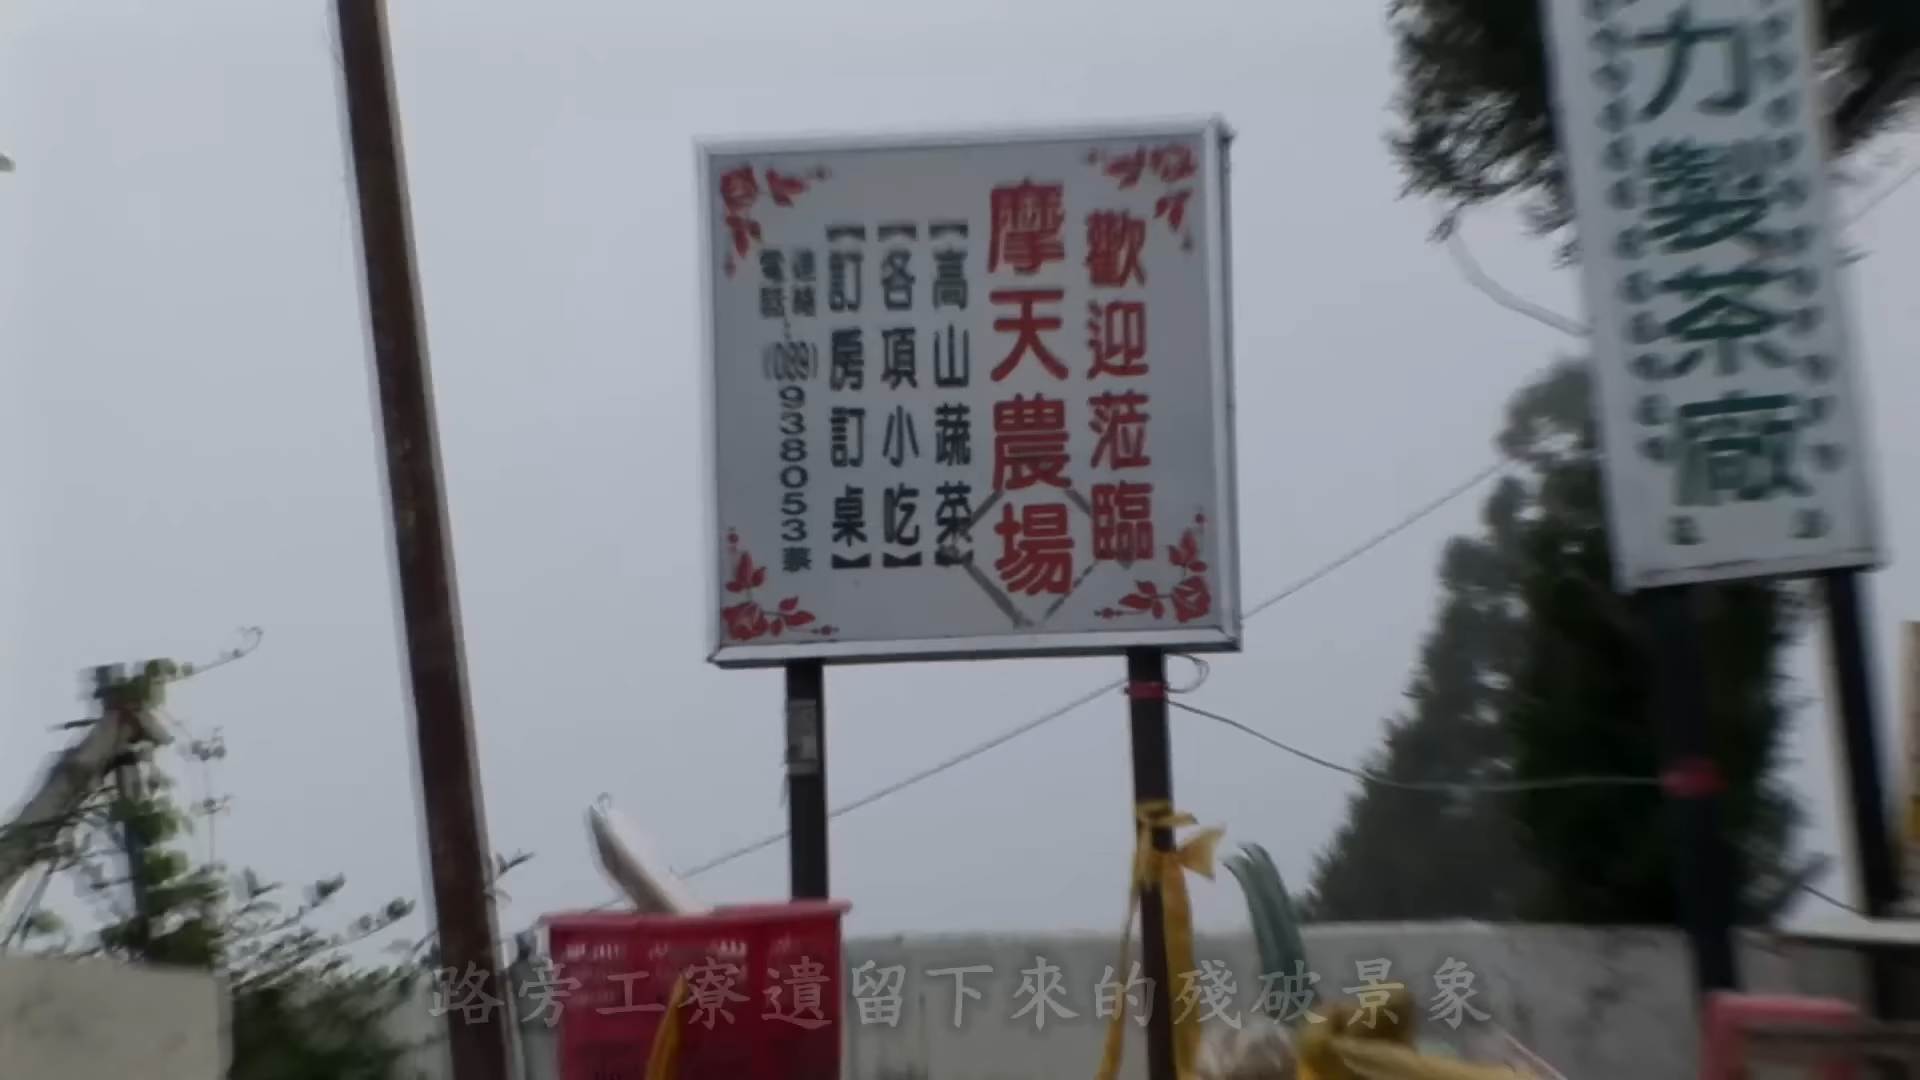 歡迎蒞臨
摩天農場
【高山蔬菜】
【各項小吃】
【訂房訂桌】
連絡
電話：
(089)
938053
力製茶廠
路旁工寮遺留下來的殘破景象